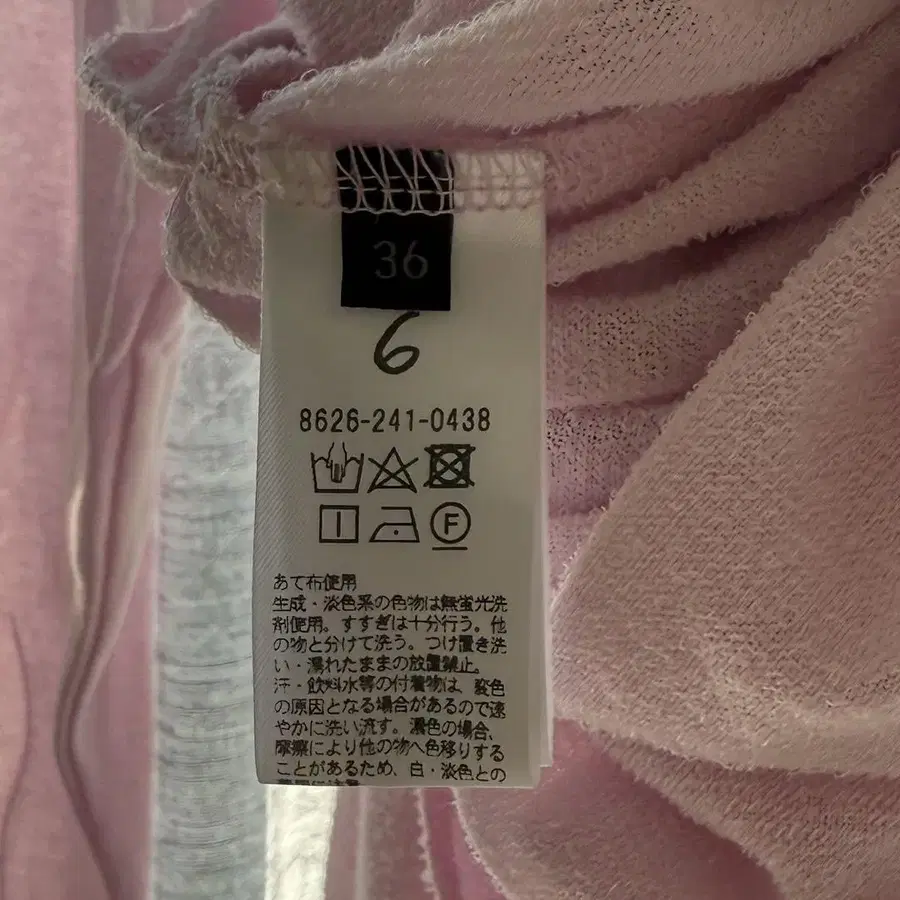 36
6
8626-241-0438
F
あて布使用
生成・淡色系の色物は無蛍光洗
剤使用。すすぎは十分行う。他
の物と分けて洗う。つけ置き洗
い・濡れたままの放置禁止。
汗・飲料水等の付着物は、変色
の原因となる場合があるので速
やかに洗い流す。濃色の場合、
摩擦により他の物へ色移りする
ことがあるため、白・淡色との